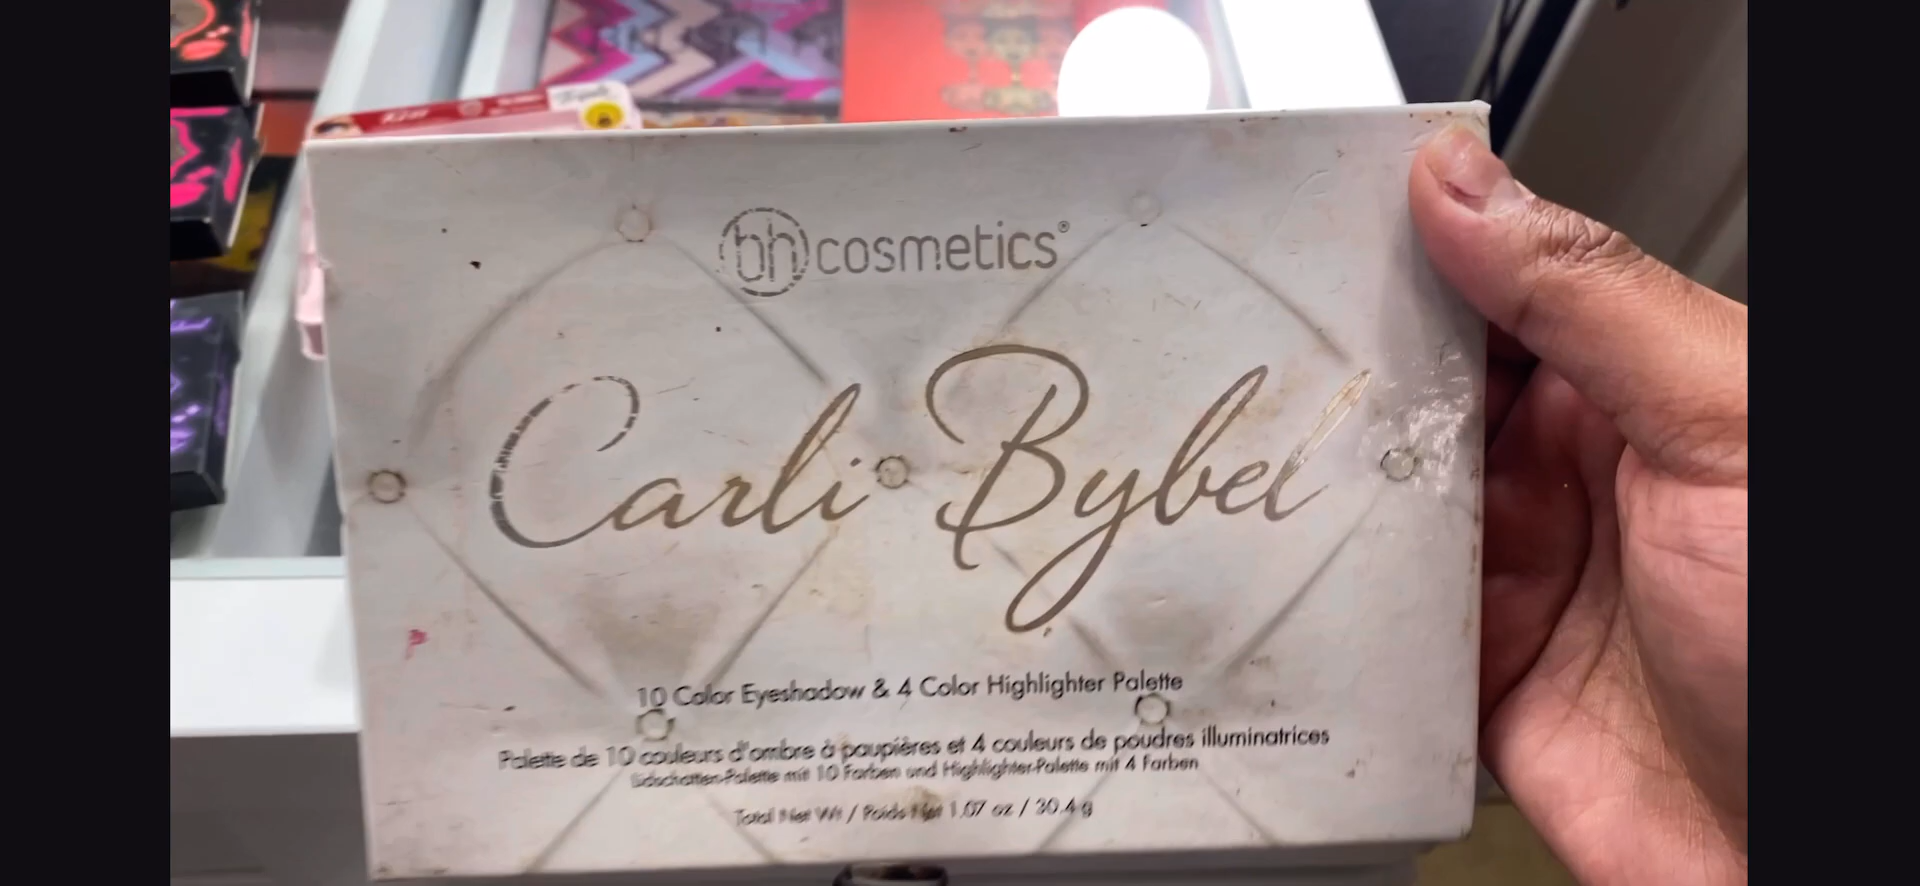 bh cosmetics®
Carli Bybel
10 Color Eyeshadow & 4 Color Highlighter Palette
Palette de 10 couleurs d'ombre à paupières et 4 couleurs de poudres illuminatrices
Lidschatten-Palette mit 10 Farben und Highlighter-Palette mit 4 Farben
Total Net Wt / Poids Net 1.07 oz / 30.4 g